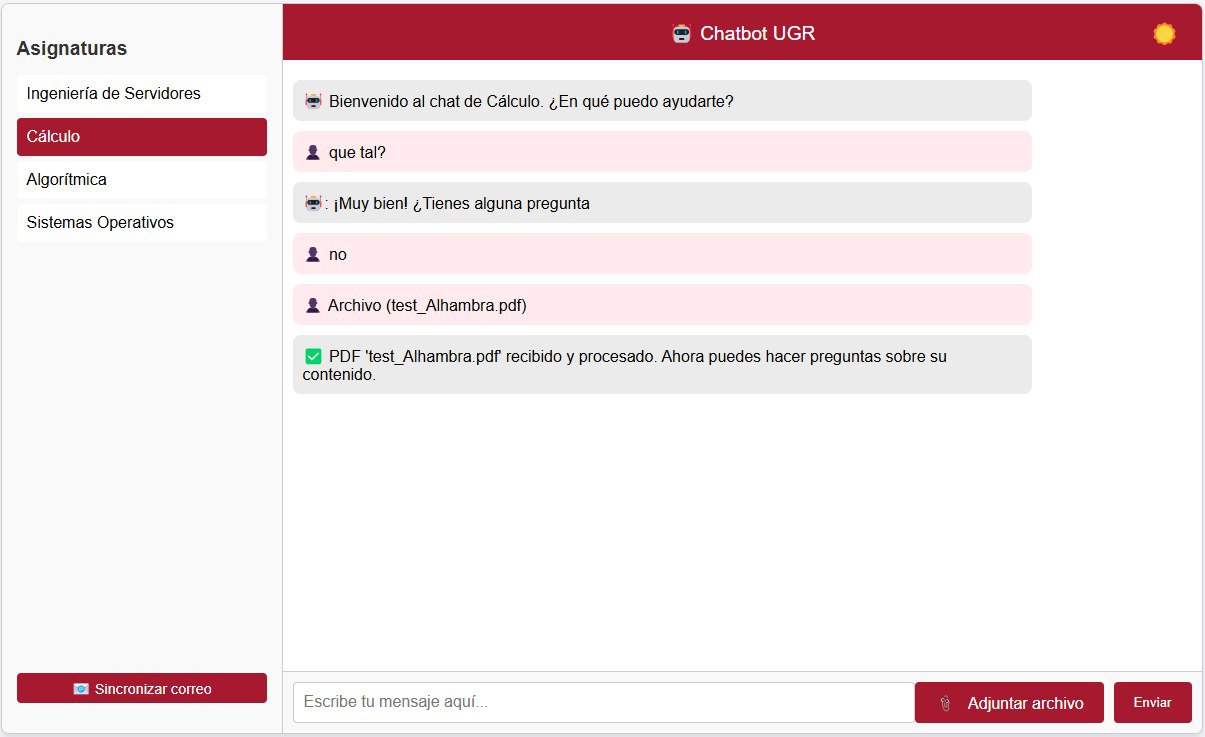 Asignaturas
Ingeniería de Servidores
Cálculo
Algorítmica
Sistemas Operativos
Sincronizar correo
Chatbot UGR
Bienvenido al chat de Cálculo. ¿En qué puedo ayudarte?
que tal?
: ¡Muy bien! ¿Tienes alguna pregunta
no
Archivo (test_Alhambra.pdf)
PDF 'test_Alhambra.pdf' recibido y procesado. Ahora puedes hacer preguntas sobre su
contenido.
Escribe tu mensaje aquí...
Adjuntar archivo
Enviar